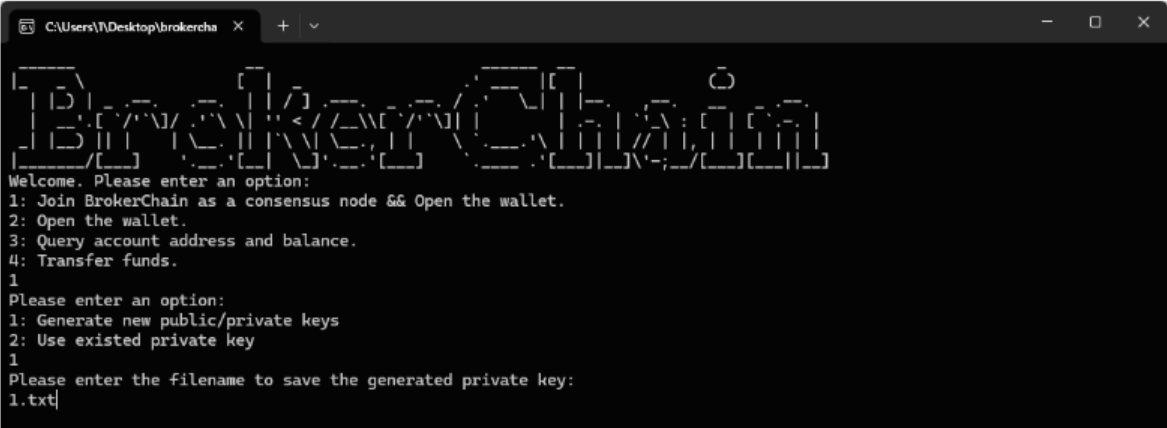 C:\Users\1\Desktop\brokercha
BrokerChain
Welcome. Please enter an option:
1: Join BrokerChain as a consensus node && Open the wallet.
2: Open the wallet.
3: Query account address and balance.
4: Transfer funds.
1
Please enter an option:
1: Generate new public/private keys
2: Use existed private key
1
Please enter the filename to save the generated private key:
1.txt